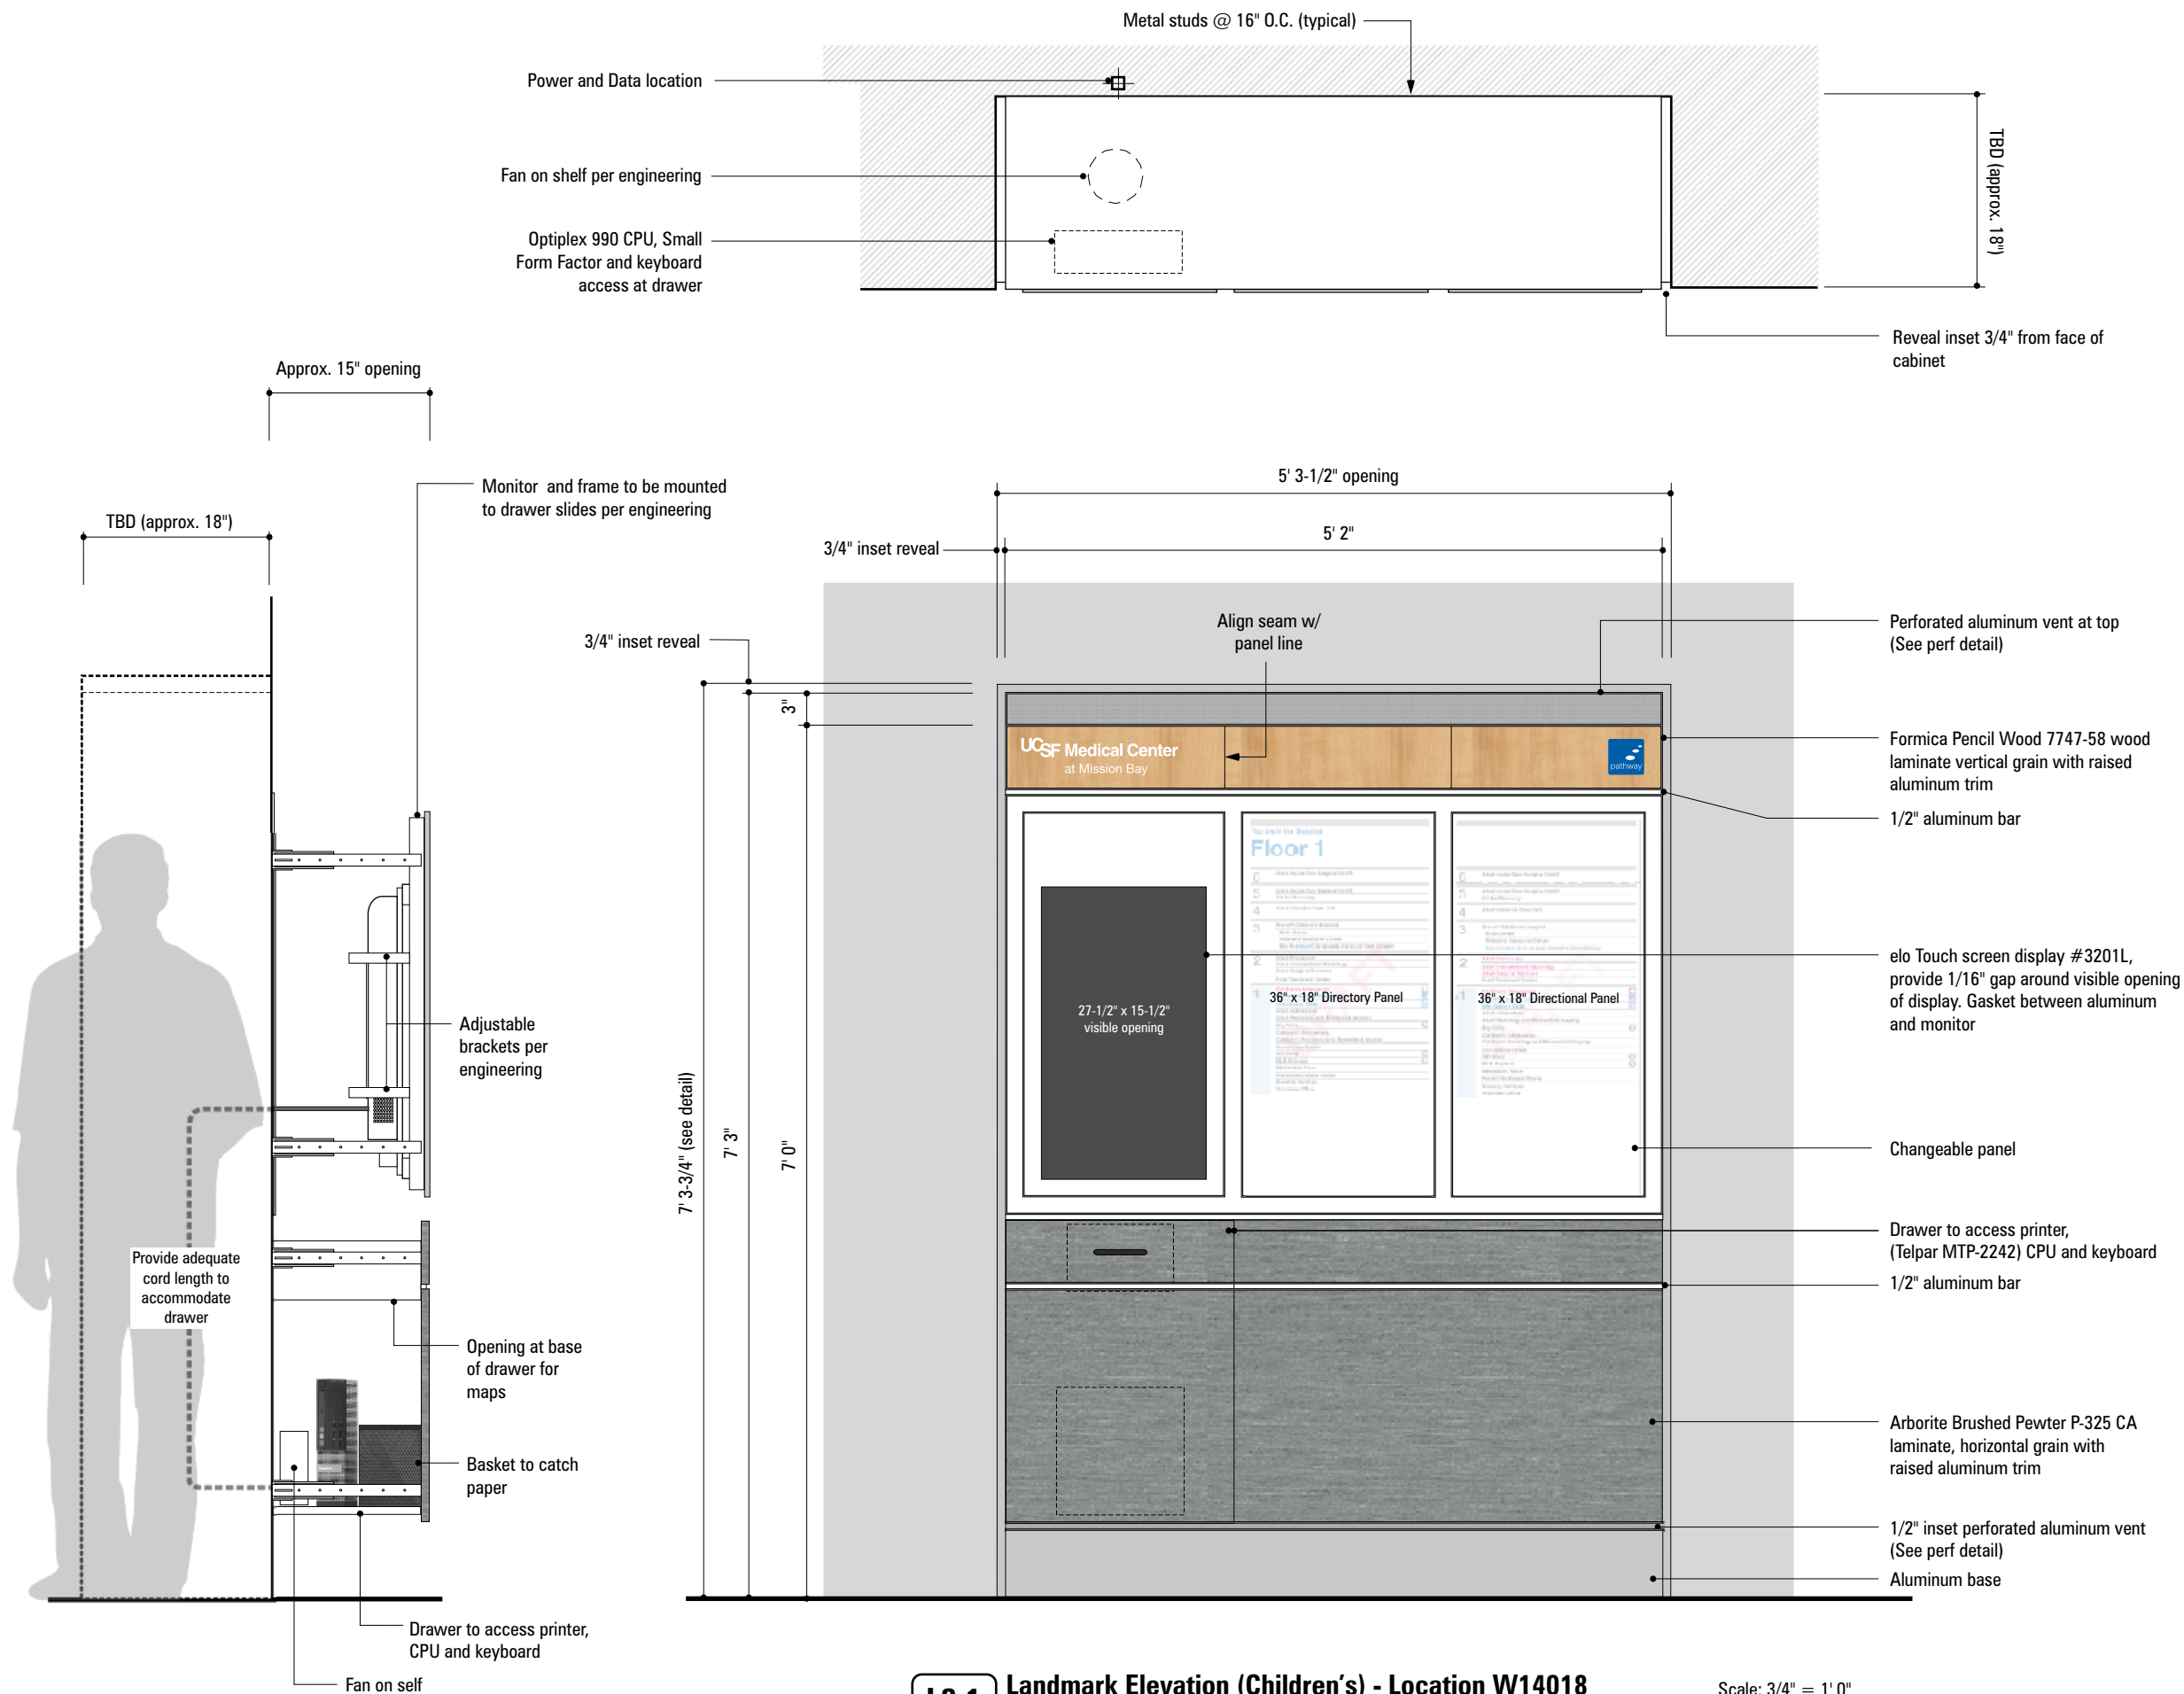 Metal studs @ 16" O.C. (typical)
Power and Data location
Fan on shelf per engineering
Optiplex 990 CPU, Small
Form Factor and keyboard
access at drawer
TBD (approx. 18")
Reveal inset 3/4" from face of
cabinet
Approx. 15" opening
Monitor and frame to be mounted
to drawer slides per engineering
TBD (approx. 18")
5' 3-1/2" opening
5' 2"
3/4" inset reveal
3/4" inset reveal
Align seam w/
panel line
3"
7' 3-3/4" (see detail)
7' 3"
7' 0"
Perforated aluminum vent at top
(See perf detail)
UCSF Medical Center
at Mission Bay
pathway
Formica Pencil Wood 7747-58 wood
laminate vertical grain with raised
aluminum trim
1/2" aluminum bar
Floor 1
6
5
4
3
2
1
6
5
4
3
2
1
27-1/2" x 15-1/2"
visible opening
36" x 18" Directory Panel
36" x 18" Directional Panel
elo Touch screen display #3201L,
provide 1/16" gap around visible opening
of display. Gasket between aluminum
and monitor
Changeable panel
Adjustable
brackets per
engineering
Provide adequate
cord length to
accommodate
drawer
Opening at base
of drawer for
maps
Basket to catch
paper
Drawer to access printer,
CPU and keyboard
Fan on self
Drawer to access printer,
(Telpar MTP-2242) CPU and keyboard
1/2" aluminum bar
Arborite Brushed Pewter P-325 CA
laminate, horizontal grain with
raised aluminum trim
1/2" inset perforated aluminum vent
(See perf detail)
Aluminum base
Landmark Elevation (Children's) - Location W14018
Scale: 3/4" = 1' 0"